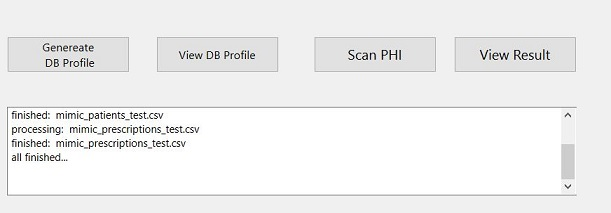 Genereate
DB Profile
View DB Profile
Scan PHI
View Result
finished:  mimic_patients_test.csv
processing:  mimic_prescriptions_test.csv
finished:  mimic_prescriptions_test.csv
all finished...